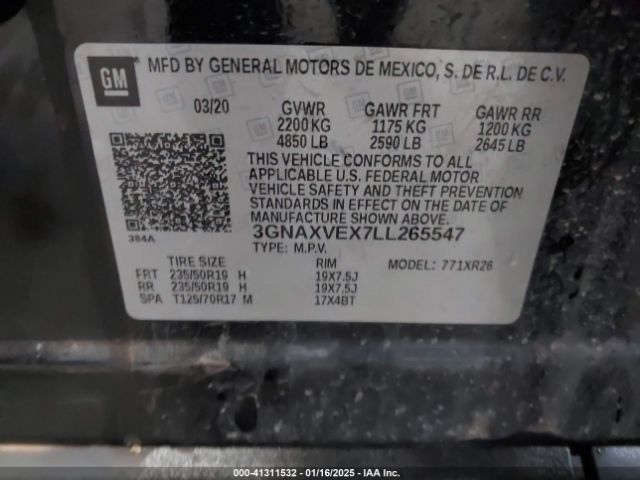 GM
MFD BY GENERAL MOTORS DE MEXICO, S. DE R.L. DE C.V.
03/20 GVWR GAWR FRT GAWR RR
2200 KG 1175 KG 1200 KG
4850 LB 2590 LB 2645 LB
THIS VEHICLE CONFORMS TO ALL
APPLICABLE U.S. FEDERAL MOTOR
VEHICLE SAFETY AND THEFT PREVENTION
STANDARDS IN EFFECT ON THE DATE OF
MANUFACTURE SHOWN ABOVE.
384A 3GNAXVEX7LL265547
TYPE: M.P.V.
TIRE SIZE RIM MODEL: 771XR26
FRT 235/50R19 H 19X7.5J
RR 235/50R19 H 19X7.5J
SPA T125/70R17 M 17X4BT
000-41311532 - 01/16/2025 - IAA Inc.